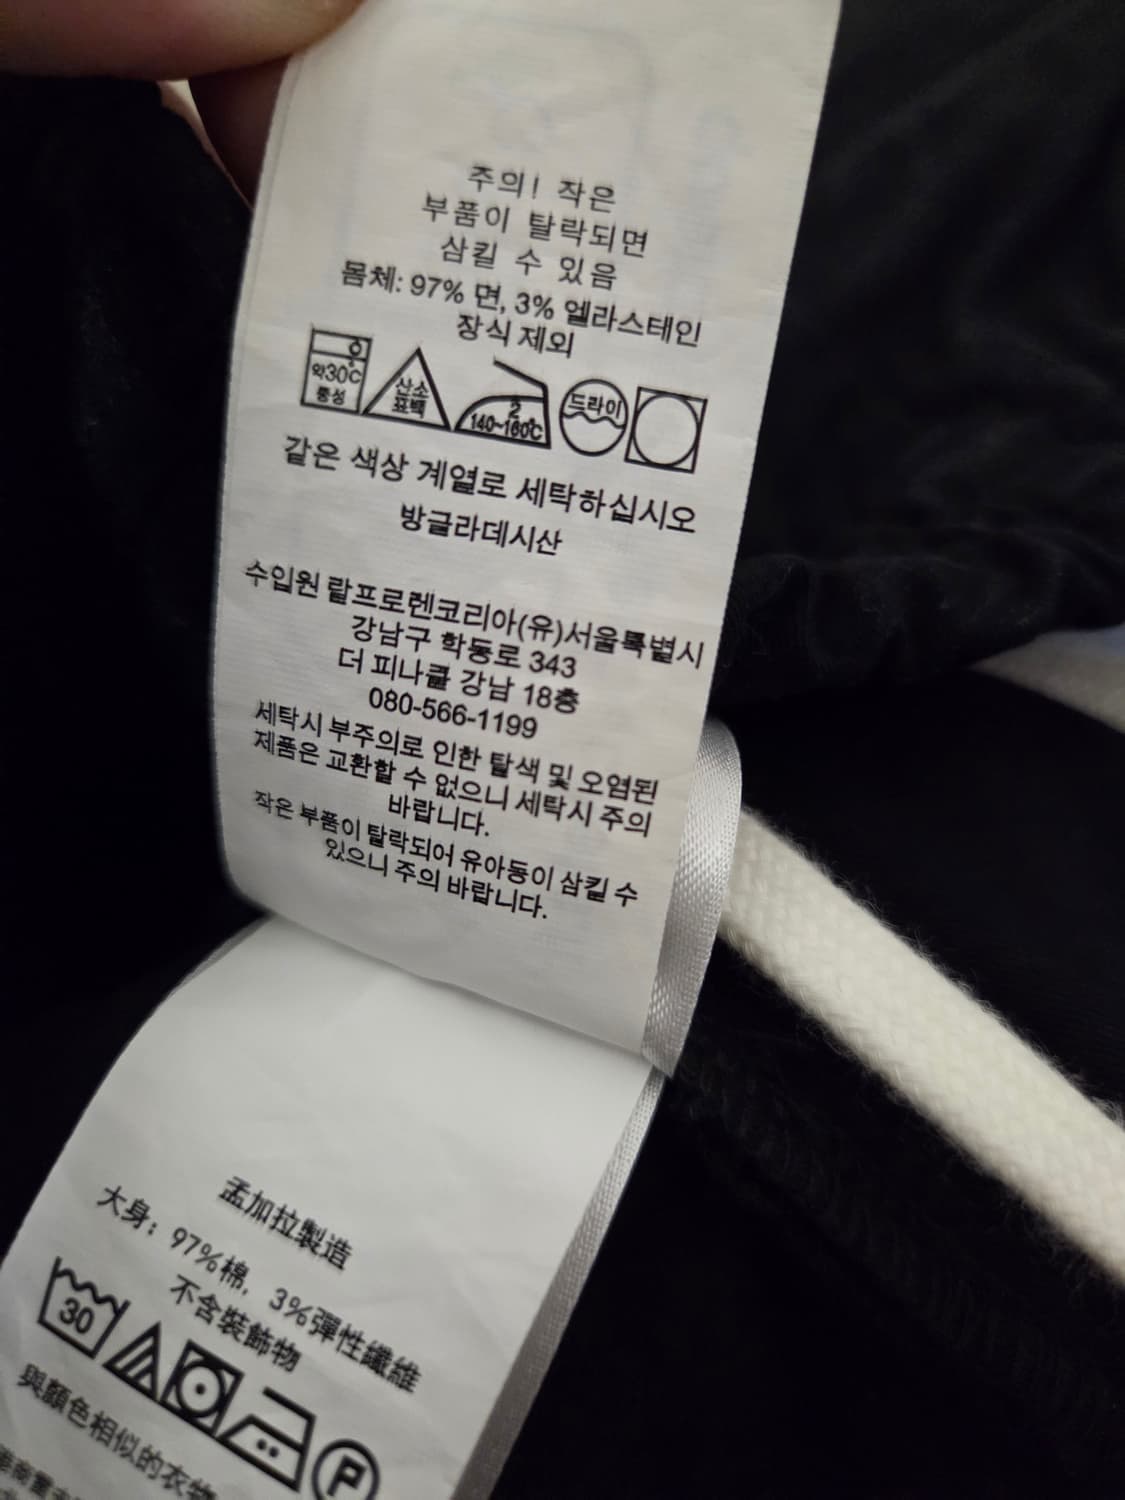 주의! 작은
부품이 탈락되면
삼킬 수 있음
몸체: 97% 면, 3% 엘라스테인
장식 제외
약30℃
중성
산소
표백
2
140~160℃
드라이
같은 색상 계열로 세탁하십시오
방글라데시산
수입원 랄프로렌코리아(유)서울특별시
강남구 학동로 343
더 피나클 강남 18층
080-566-1199
세탁시 부주의로 인한 탈색 및 오염된
제품은 교환할 수 없으니 세탁시 주의
바랍니다.
작은 부품이 탈락되어 유아동이 삼킬 수
있으니 주의 바랍니다.
孟加拉製造
大身: 97%棉, 3%彈性纖維
不含裝飾物
30
P
與顏色相似的衣物